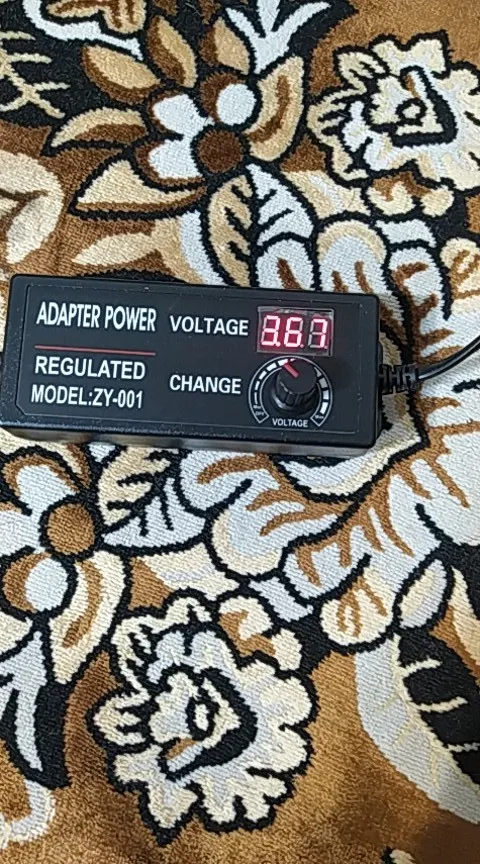 ADAPTER POWER
REGULATED
MODEL:ZY-001
VOLTAGE
CHANGE
VOLTAGE